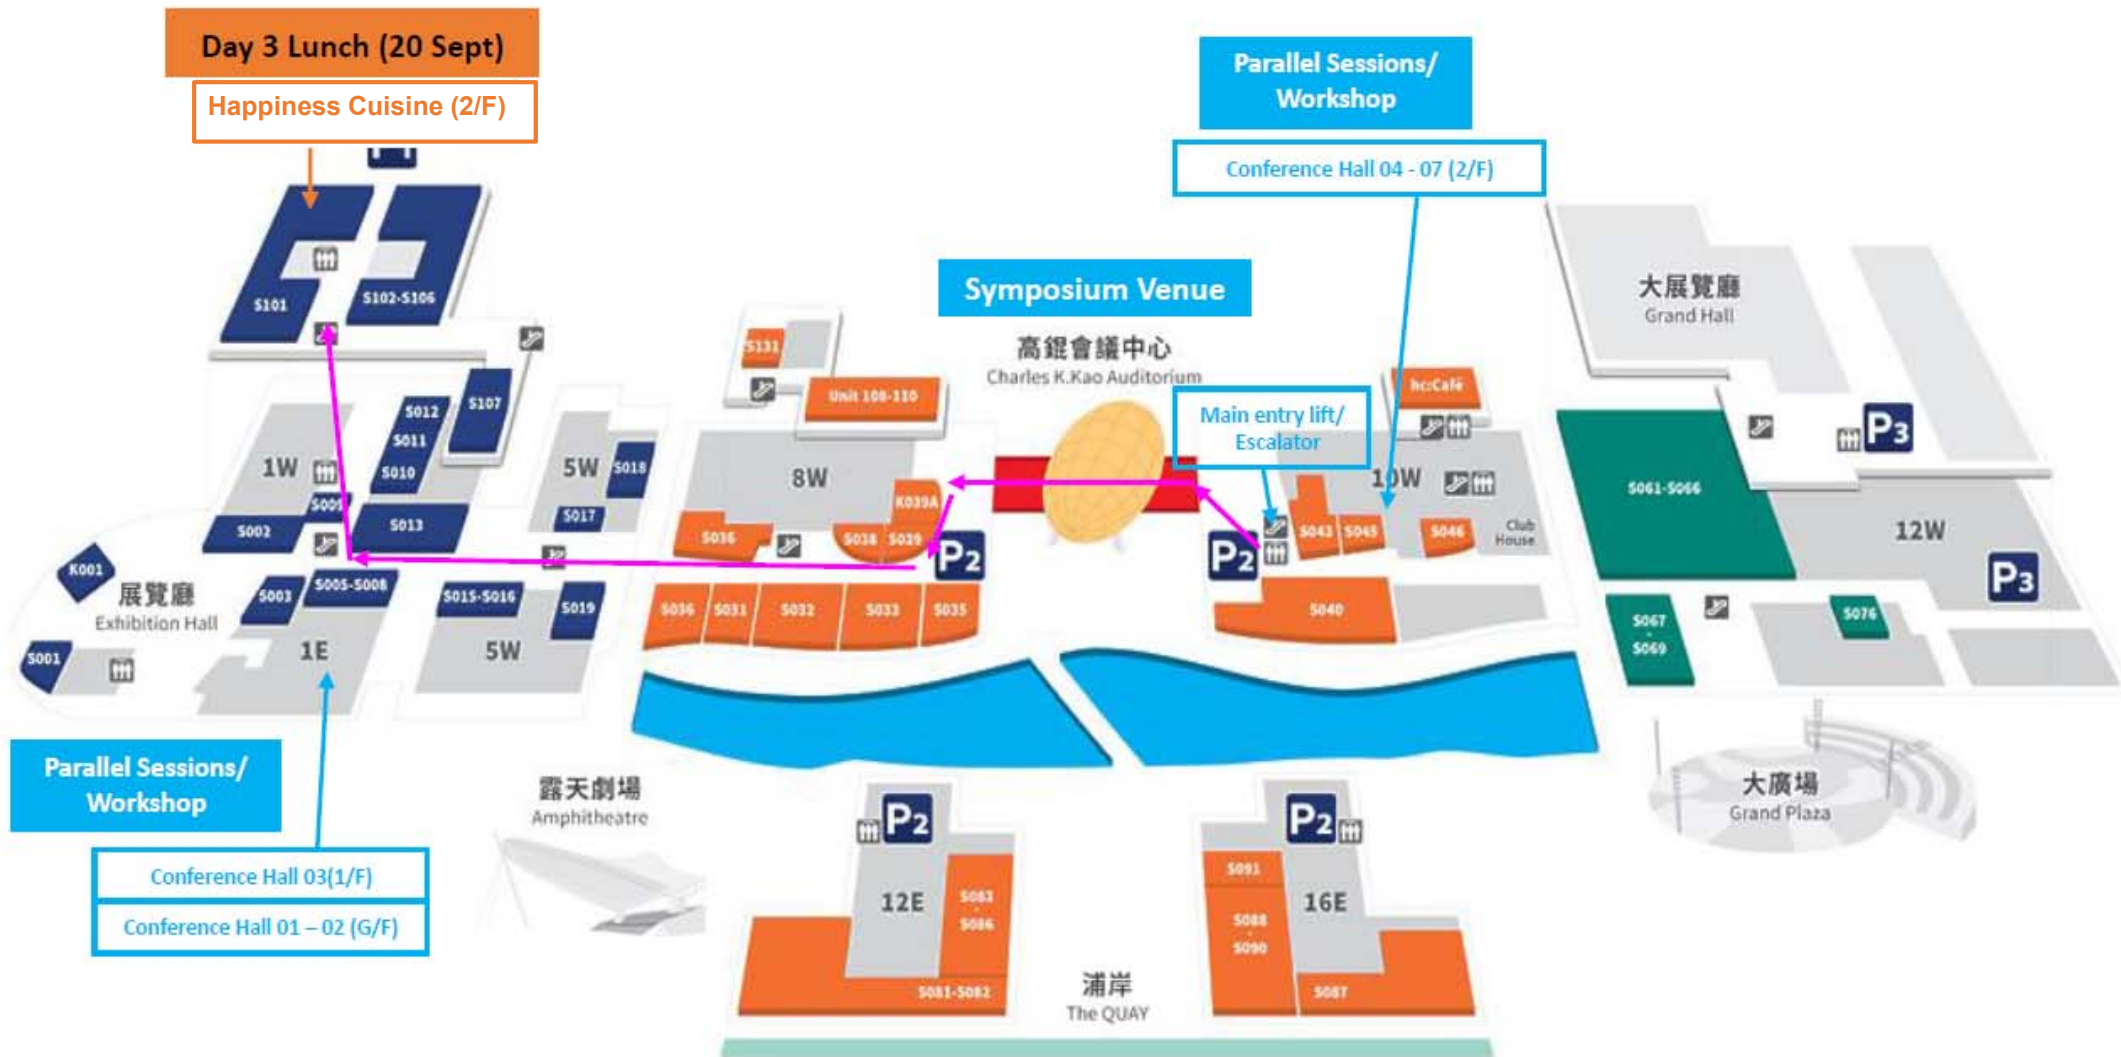 Day 3 Lunch (20 Sept)
Happiness Cuisine (2/F)
Parallel Sessions/
Workshop
Conference Hall 04 - 07 (2/F)
Symposium Venue
高錕會議中心
Charles K.Kao Auditorium
大展覽廳
Grand Hall
S101
S102-S106
S107
S131
Unit 108-110
hc:Café
Main entry lift/
Escalator
P3
S012
S011
S010
1W
S009
S002
S013
5W
S018
S017
8W
K039A
S036
S038
S039
P2
P2
10W
S043
S045
S046
Club
House
S061-S066
12W
P3
K001
展覽廳
Exhibition Hall
S003
S005-S008
S015-S016
S019
S001
1E
5W
S036
S031
S032
S033
S035
S040
S067
-
S069
S076
Parallel Sessions/
Workshop
Conference Hall 03(1/F)
Conference Hall 01 – 02 (G/F)
露天劇場
Amphitheatre
P2
12E
S083
-
S086
S081-S082
P2
16E
S091
S088
-
S090
S087
浦岸
The QUAY
大廣場
Grand Plaza